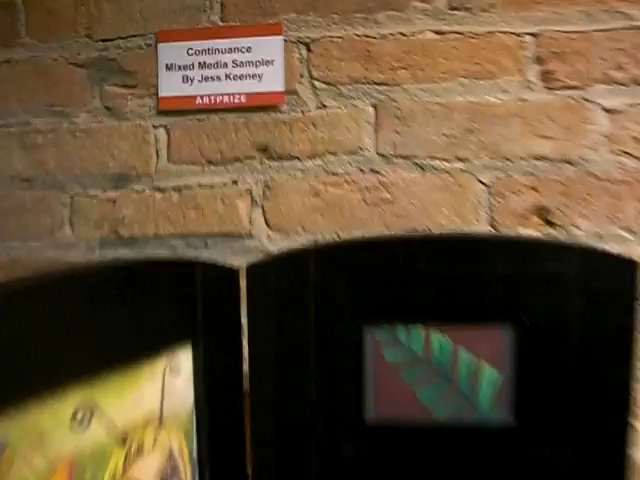 Continuance
Mixed Media Sampler
By Jess Keeney
ARTPRIZE